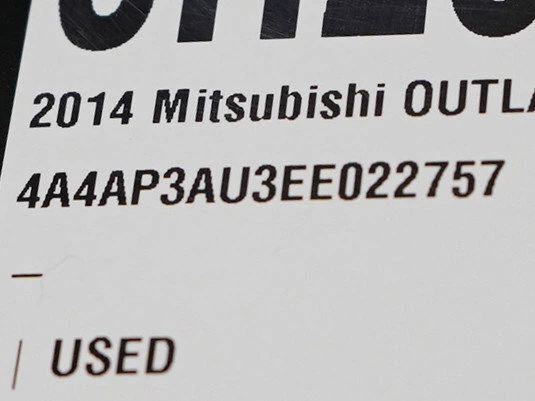 2014 Mitsubishi OUTLA
4A4AP3AU3EE022757
–
| USED